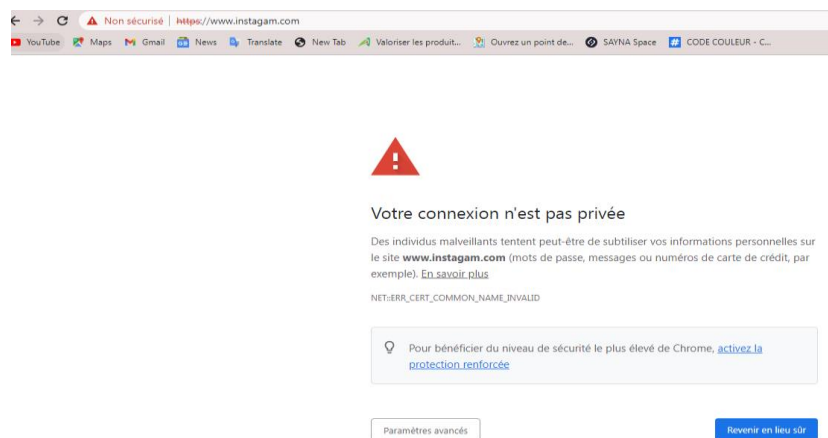 Non sécurisé | https://www.instagam.com
YouTube Maps Gmail News Translate New Tab Valoriser les produit... Ouvrez un point de... SAYNA Space CODE COULEUR - C...
Votre connexion n'est pas privée
Des individus malveillants tentent peut-être de subtiliser vos informations personnelles sur
le site www.instagam.com (mots de passe, messages ou numéros de carte de crédit, par
exemple). En savoir plus
NET::ERR_CERT_COMMON_NAME_INVALID
Pour bénéficier du niveau de sécurité le plus élevé de Chrome, activez la
protection renforcée
Paramètres avancés Revenir en lieu sûr